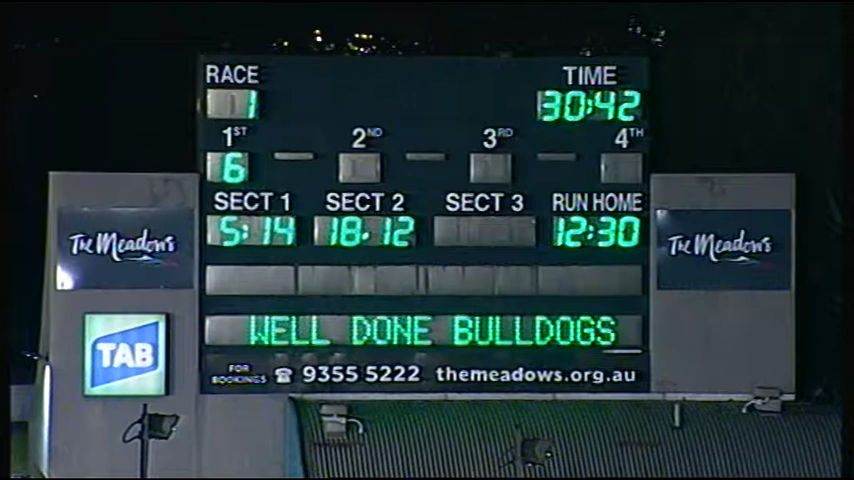 RACE TIME
1 30:42
1ST 2ND 3RD 4TH
6
SECT 1 SECT 2 SECT 3 RUN HOME
5:14 18.12 12:30
The Meadows
The Meadows
WELL DONE BULLDOGS
TAB
FOR BOOKINGS ☎ 9355 5222 themeadows.org.au